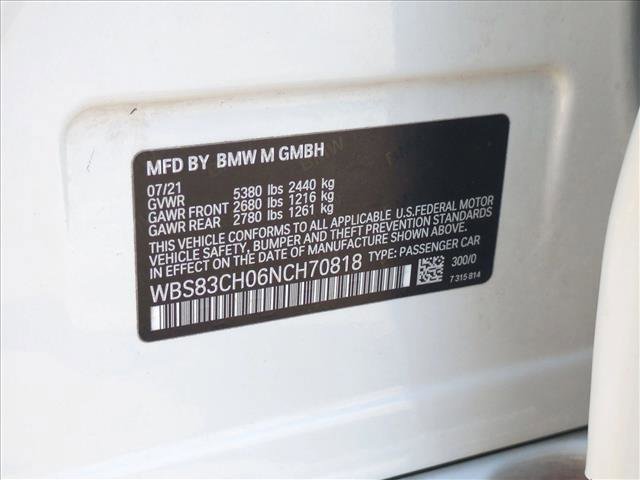 MFD BY BMW M GMBH
07/21
GVWR 5380 lbs 2440 kg
GAWR FRONT 2680 lbs 1216 kg
GAWR REAR 2780 lbs 1261 kg
THIS VEHICLE CONFORMS TO ALL APPLICABLE U.S.FEDERAL MOTOR
VEHICLE SAFETY, BUMPER, AND THEFT PREVENTION STANDARDS
IN EFFECT ON THE DATE OF MANUFACTURE SHOWN ABOVE.
WBS83CH06NCH70818 TYPE: PASSENGER CAR
300/0
7 315 814